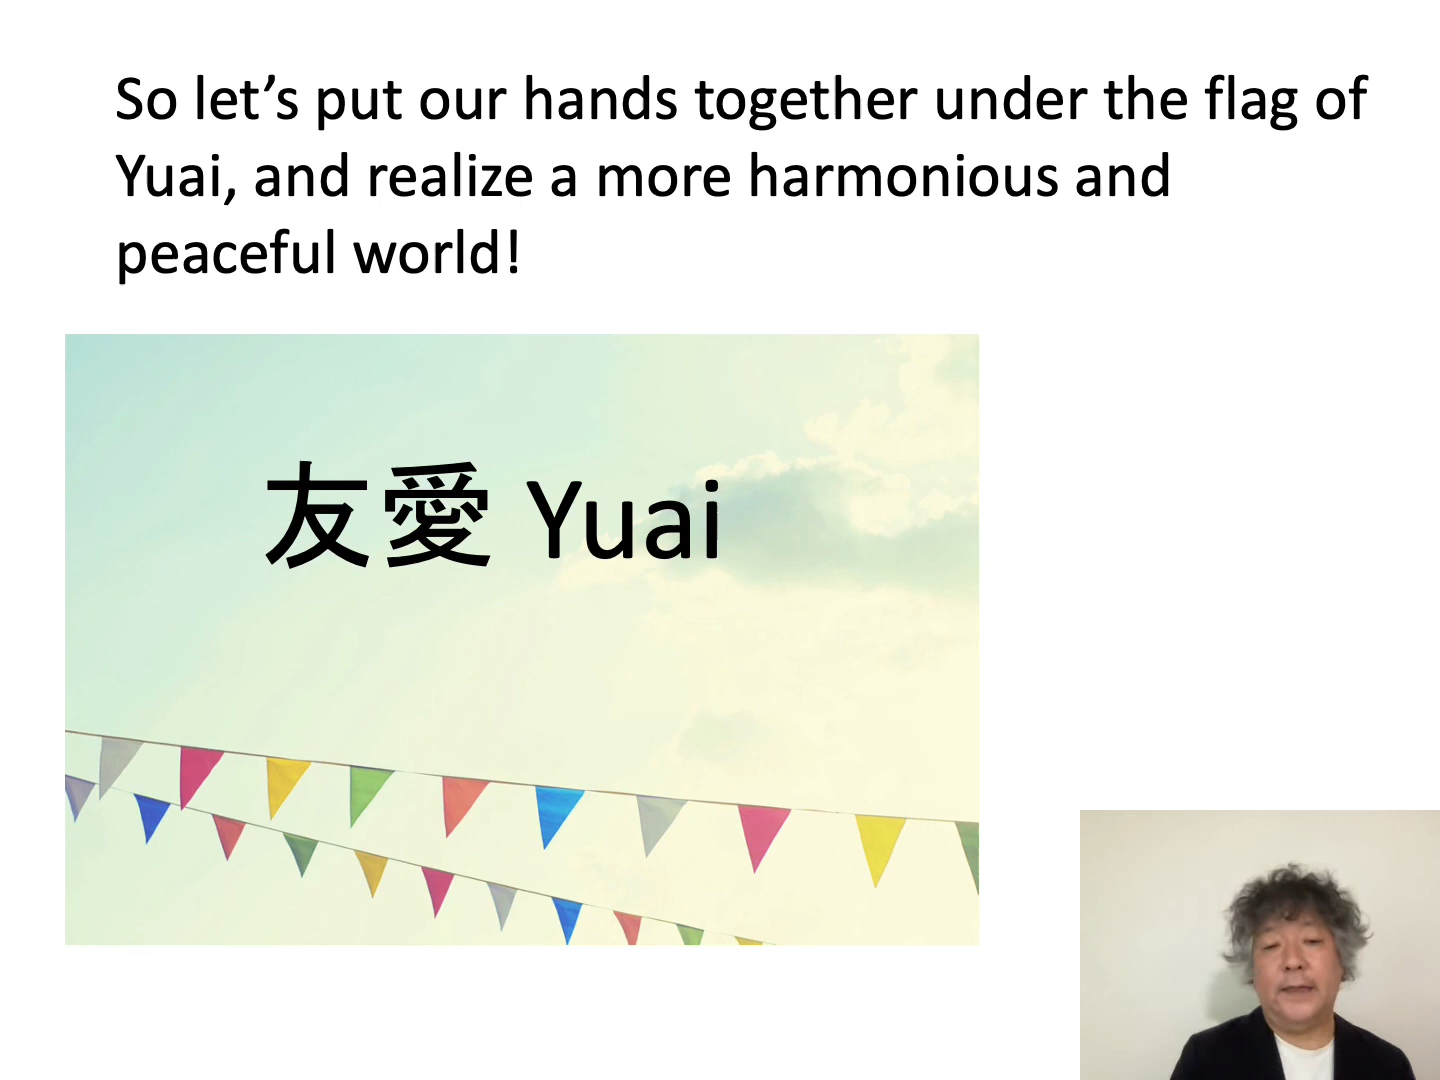 So let’s put our hands together under the flag of
Yuai, and realize a more harmonious and
peaceful world!
友愛 Yuai